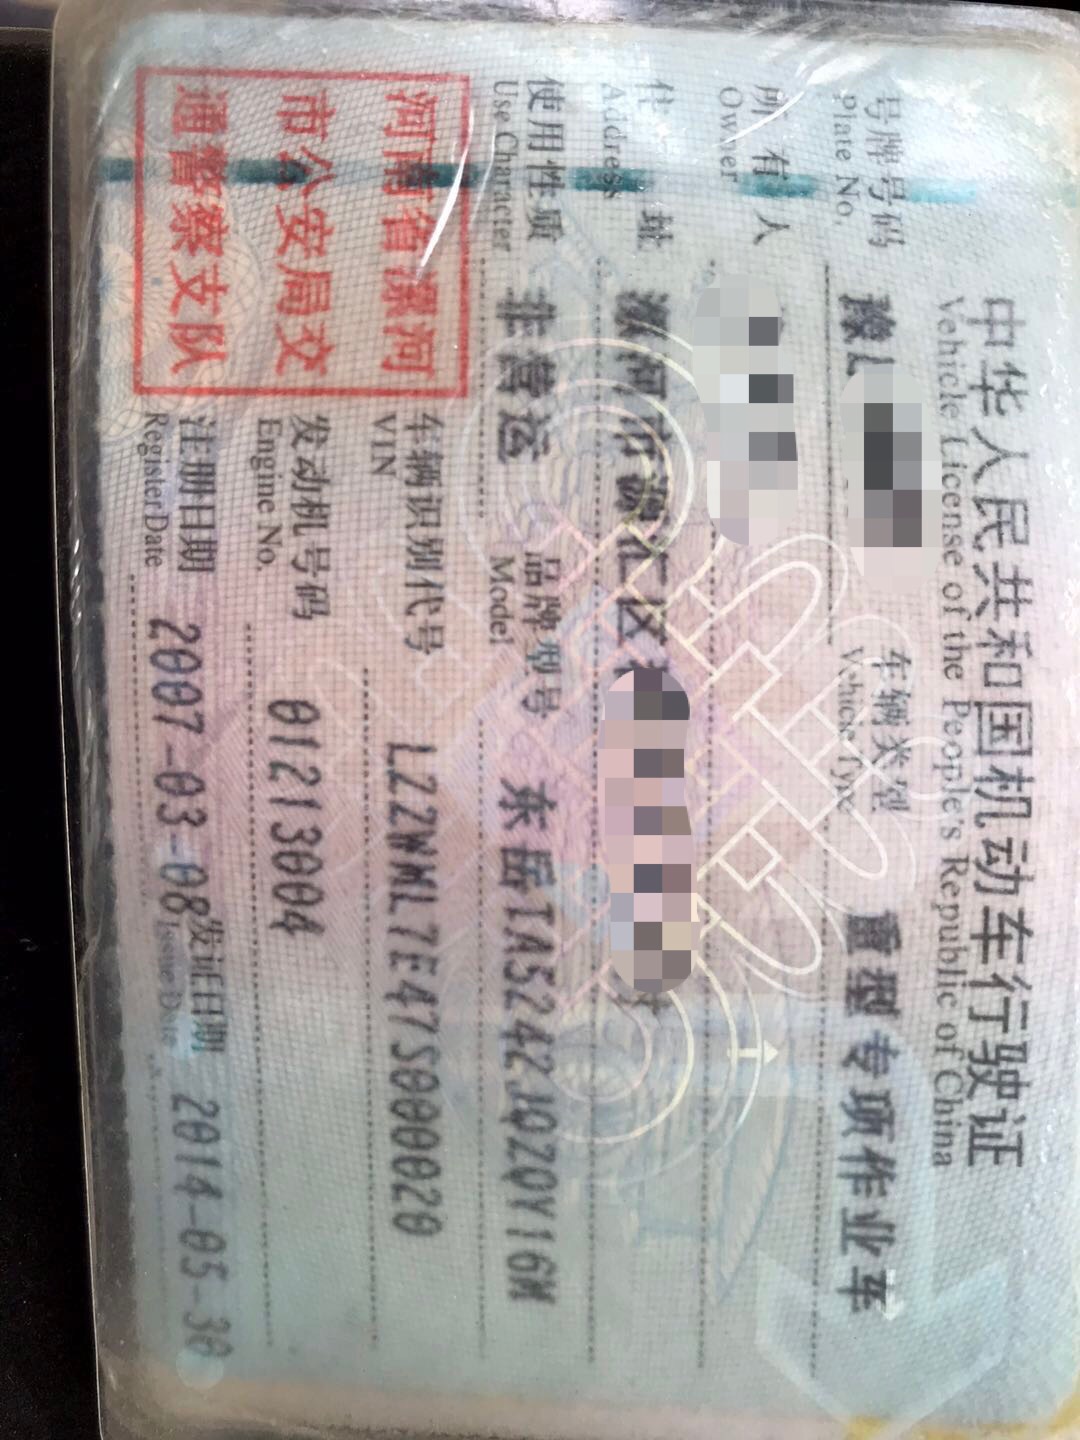 中华人民共和国机动车行驶证
Vehicle License of the People's Republic of China
号牌号码 豫L 车辆类型 重型专项作业车
Plate No. Vehicle Type
所有人
Owner
住址 漯河市源汇区
Address
使用性质 非营运 品牌型号 东岳TA5242JQZQY16M
Use Character Model
河南省漯河
市公安局交
通警察支队
车辆识别代号 LZZWML7E47S000020
VIN
发动机号码 01213004
Engine No.
注册日期 2007-03-08 发证日期 2014-05-30
Register Date Issue Date